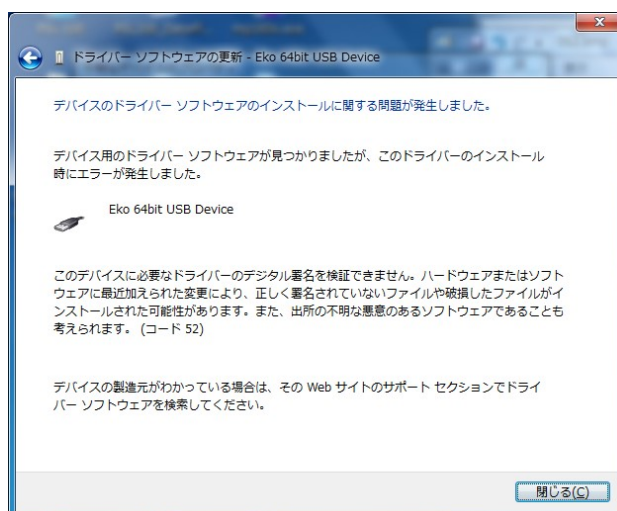 ドライバー ソフトウェアの更新 - Eko 64bit USB Device
デバイスのドライバー ソフトウェアのインストールに関する問題が発生しました。
デバイス用のドライバー ソフトウェアが見つかりましたが、このドライバーのインストール
時にエラーが発生しました。
Eko 64bit USB Device
このデバイスに必要なドライバーのデジタル署名を検証できません。ハードウェアまたはソフト
ウェアに最近加えられた変更により、正しく署名されていないファイルや破損したファイルがイ
ンストールされた可能性があります。また、出所の不明な悪意のあるソフトウェアであることも
考えられます。 (コード 52)
デバイスの製造元がわかっている場合は、その Web サイトのサポート セクションでドライ
バー ソフトウェアを検索してください。
閉じる(C)